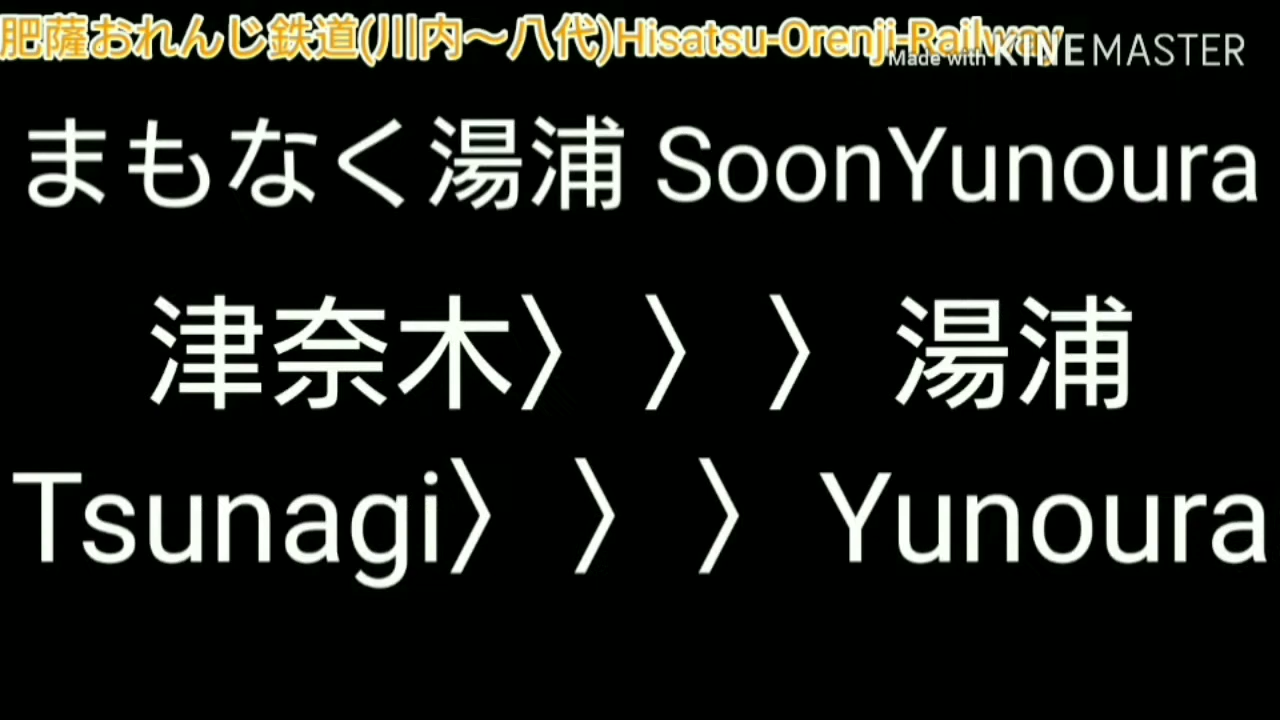 肥薩おれんじ鉄道(川内〜八代)Hisatsu-Orenji-Railway
Made with KINEMASTER
まもなく湯浦 SoonYunoura
津奈木〉〉〉湯浦
Tsunagi〉〉〉Yunoura